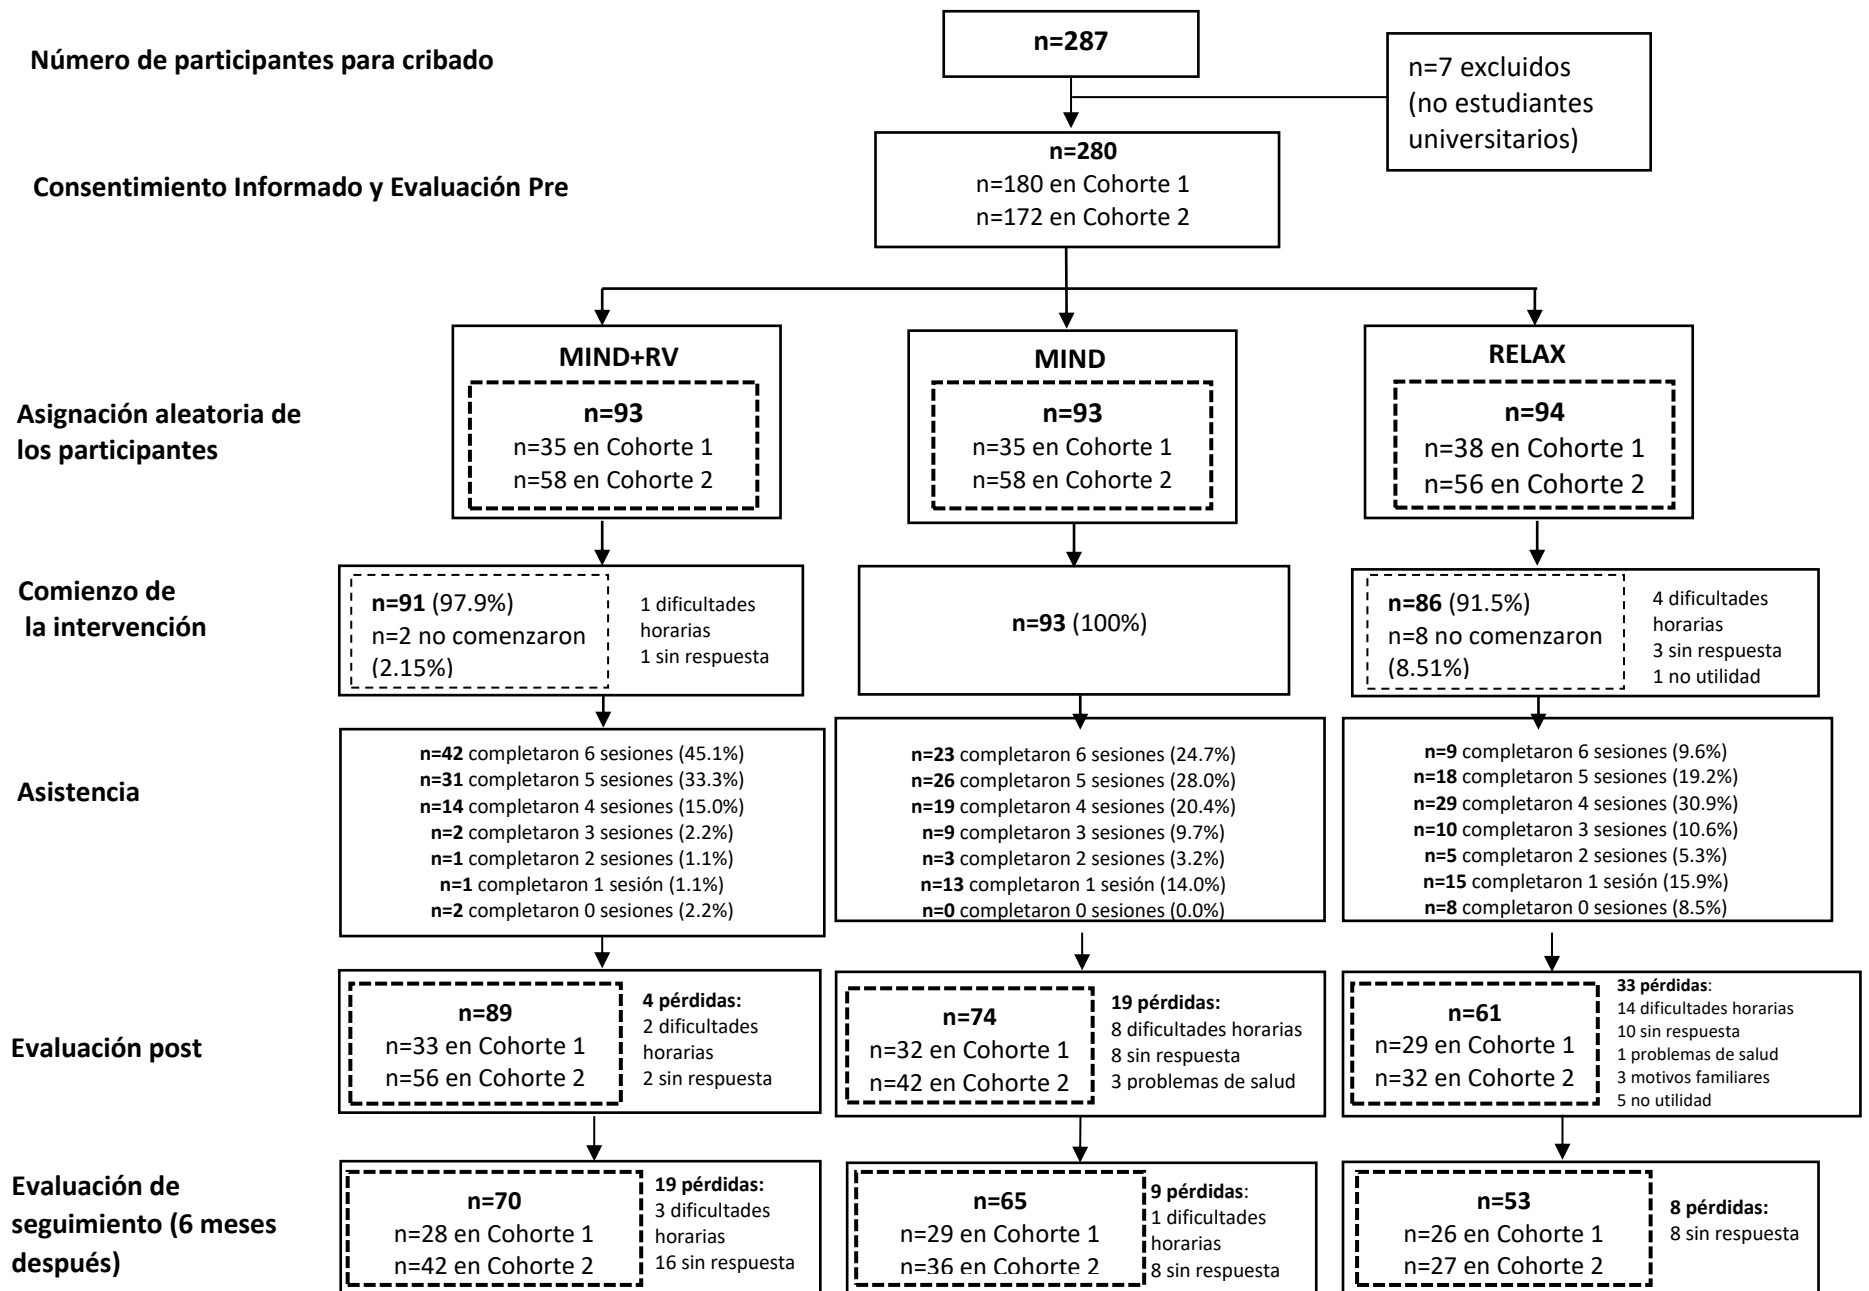 Número de participantes para cribado
n=287
n=7 excluidos
(no estudiantes
universitarios)
Consentimiento Informado y Evaluación Pre
n=280
n=180 en Cohorte 1
n=172 en Cohorte 2
Asignación aleatoria de
los participantes
MIND+RV
n=93
n=35 en Cohorte 1
n=58 en Cohorte 2
MIND
n=93
n=35 en Cohorte 1
n=58 en Cohorte 2
RELAX
n=94
n=38 en Cohorte 1
n=56 en Cohorte 2
Comienzo de
la intervención
n=91 (97.9%)
n=2 no comenzaron
(2.15%)
1 dificultades
horarias
1 sin respuesta
n=93 (100%)
n=86 (91.5%)
n=8 no comenzaron
(8.51%)
4 dificultades
horarias
3 sin respuesta
1 no utilidad
Asistencia
n=42 completaron 6 sesiones (45.1%)
n=31 completaron 5 sesiones (33.3%)
n=14 completaron 4 sesiones (15.0%)
n=2 completaron 3 sesiones (2.2%)
n=1 completaron 2 sesiones (1.1%)
n=1 completaron 1 sesión (1.1%)
n=2 completaron 0 sesiones (2.2%)
n=23 completaron 6 sesiones (24.7%)
n=26 completaron 5 sesiones (28.0%)
n=19 completaron 4 sesiones (20.4%)
n=9 completaron 3 sesiones (9.7%)
n=3 completaron 2 sesiones (3.2%)
n=13 completaron 1 sesión (14.0%)
n=0 completaron 0 sesiones (0.0%)
n=9 completaron 6 sesiones (9.6%)
n=18 completaron 5 sesiones (19.2%)
n=29 completaron 4 sesiones (30.9%)
n=10 completaron 3 sesiones (10.6%)
n=5 completaron 2 sesiones (5.3%)
n=15 completaron 1 sesión (15.9%)
n=8 completaron 0 sesiones (8.5%)
Evaluación post
n=89
n=33 en Cohorte 1
n=56 en Cohorte 2
4 pérdidas:
2 dificultades
horarias
2 sin respuesta
n=74
n=32 en Cohorte 1
n=42 en Cohorte 2
19 pérdidas:
8 dificultades horarias
8 sin respuesta
3 problemas de salud
n=61
n=29 en Cohorte 1
n=32 en Cohorte 2
33 pérdidas:
14 dificultades horarias
10 sin respuesta
1 problemas de salud
3 motivos familiares
5 no utilidad
Evaluación de
seguimiento (6 meses
después)
n=70
n=28 en Cohorte 1
n=42 en Cohorte 2
19 pérdidas:
3 dificultades
horarias
16 sin respuesta
n=65
n=29 en Cohorte 1
n=36 en Cohorte 2
9 pérdidas:
1 dificultades
horarias
8 sin respuesta
n=53
n=26 en Cohorte 1
n=27 en Cohorte 2
8 pérdidas:
8 sin respuesta